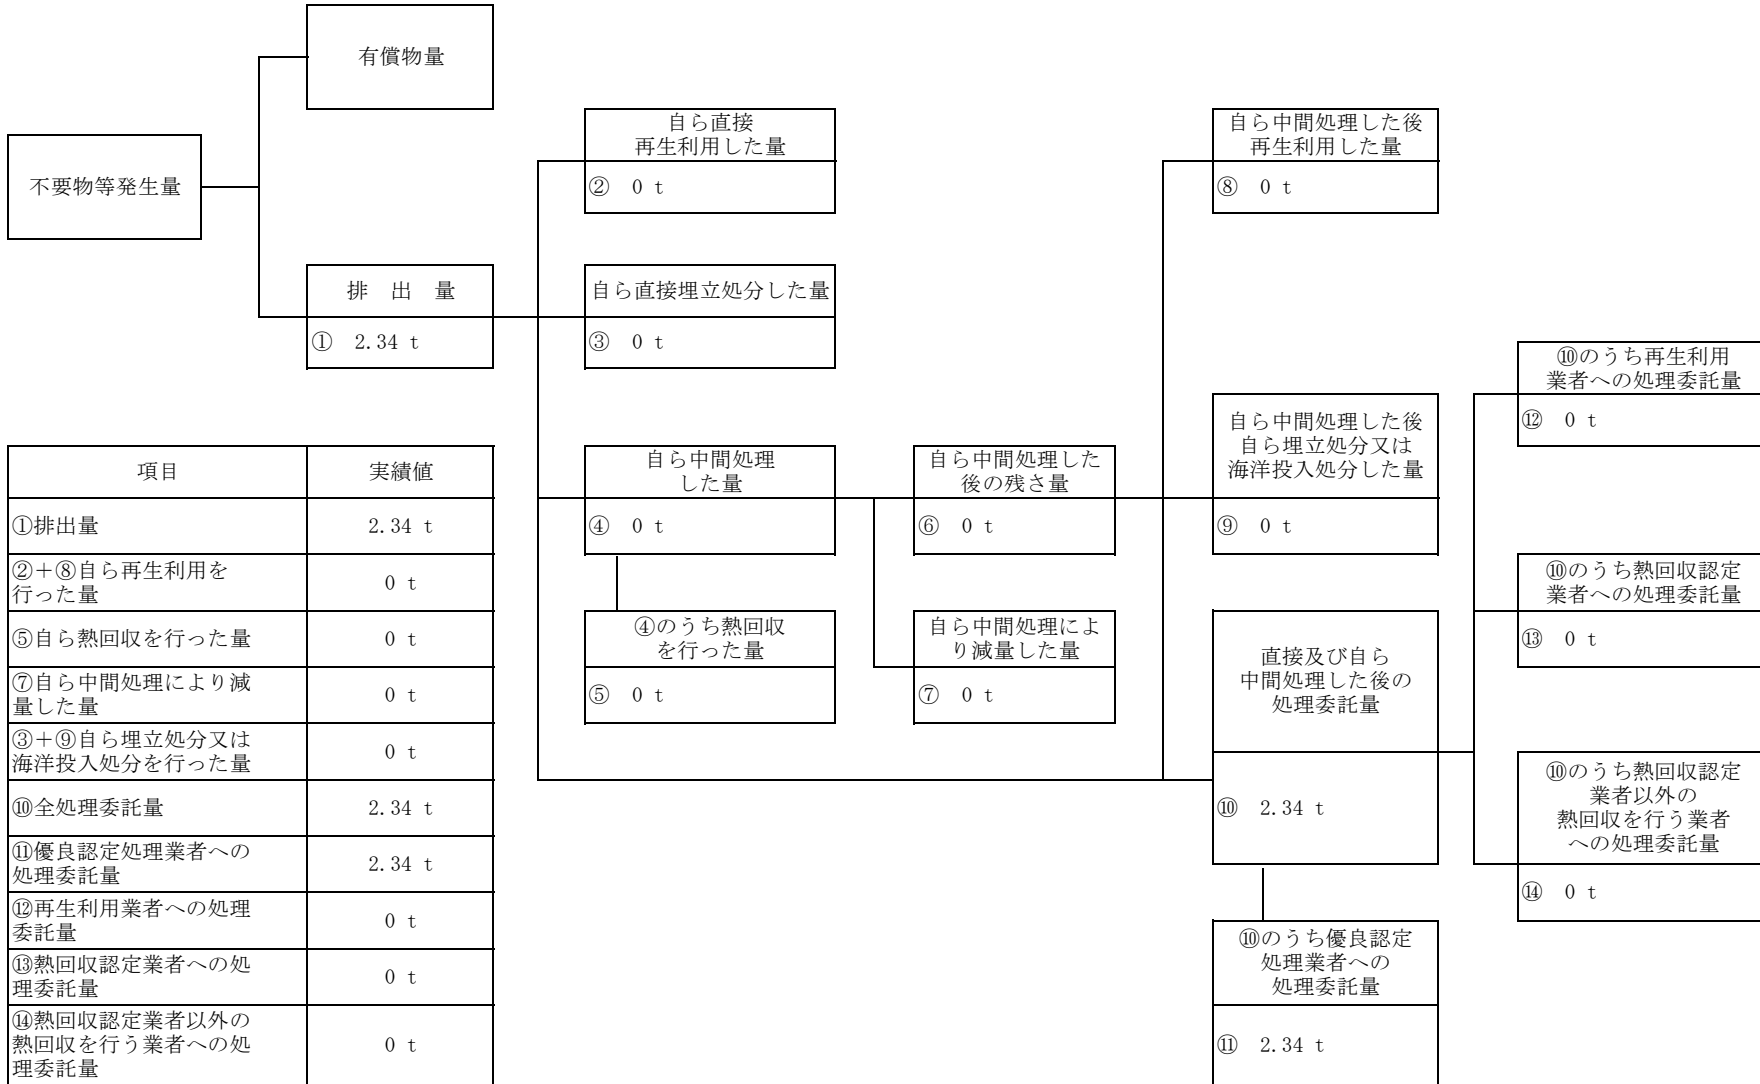 有償物量
不要物等発生量
排 出 量
① 2.34 t
自ら直接
再生利用した量
② 0 t
自ら直接埋立処分した量
③ 0 t
自ら中間処理
した量
④ 0 t
④のうち熱回収
を行った量
⑤ 0 t
自ら中間処理した
後の残さ量
⑥ 0 t
自ら中間処理によ
り減量した量
⑦ 0 t
自ら中間処理した後
再生利用した量
⑧ 0 t
自ら中間処理した後
自ら埋立処分又は
海洋投入処分した量
⑨ 0 t
直接及び自ら
中間処理した後の
処理委託量
⑩ 2.34 t
⑩のうち優良認定
処理業者への
処理委託量
⑪ 2.34 t
⑩のうち再生利用
業者への処理委託量
⑫ 0 t
⑩のうち熱回収認定
業者への処理委託量
⑬ 0 t
⑩のうち熱回収認定
業者以外の
熱回収を行う業者
への処理委託量
⑭ 0 t
項目 実績値
①排出量 2.34 t
②+⑧自ら再生利用を
行った量 0 t
⑤自ら熱回収を行った量 0 t
⑦自ら中間処理により減
量した量 0 t
③+⑨自ら埋立処分又は
海洋投入処分を行った量 0 t
⑩全処理委託量 2.34 t
⑪優良認定処理業者への
処理委託量 2.34 t
⑫再生利用業者への処理
委託量 0 t
⑬熱回収認定業者への処
理委託量 0 t
⑭熱回収認定業者以外の
熱回収を行う業者への処
理委託量 0 t